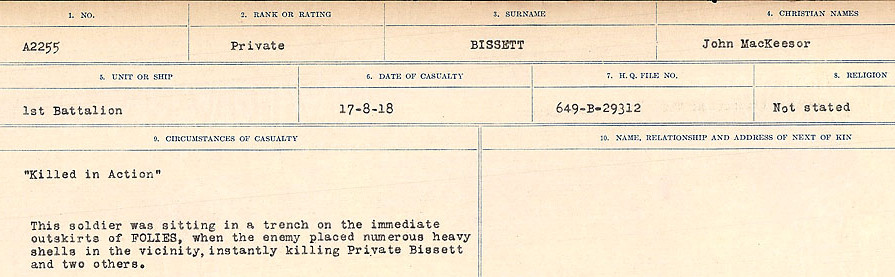 1. NO. 2. RANK OR RATING 3. SURNAME 4. CHRISTIAN NAMES
A2255 Private BISSETT John MacKeesor
5. UNIT OR SHIP 6. DATE OF CASUALTY 7. H.Q. FILE NO. 8. RELIGION
1st Battalion 17-8-18 649-B-29312 Not stated
9. CIRCUMSTANCES OF CASUALTY 10. NAME, RELATIONSHIP AND ADDRESS OF NEXT OF KIN
"Killed in Action"
This soldier was sitting in a trench on the immediate
outskirts of FOLIES, when the enemy placed numerous heavy
shells in the vicinity, instantly killing Private Bissett
and two others.